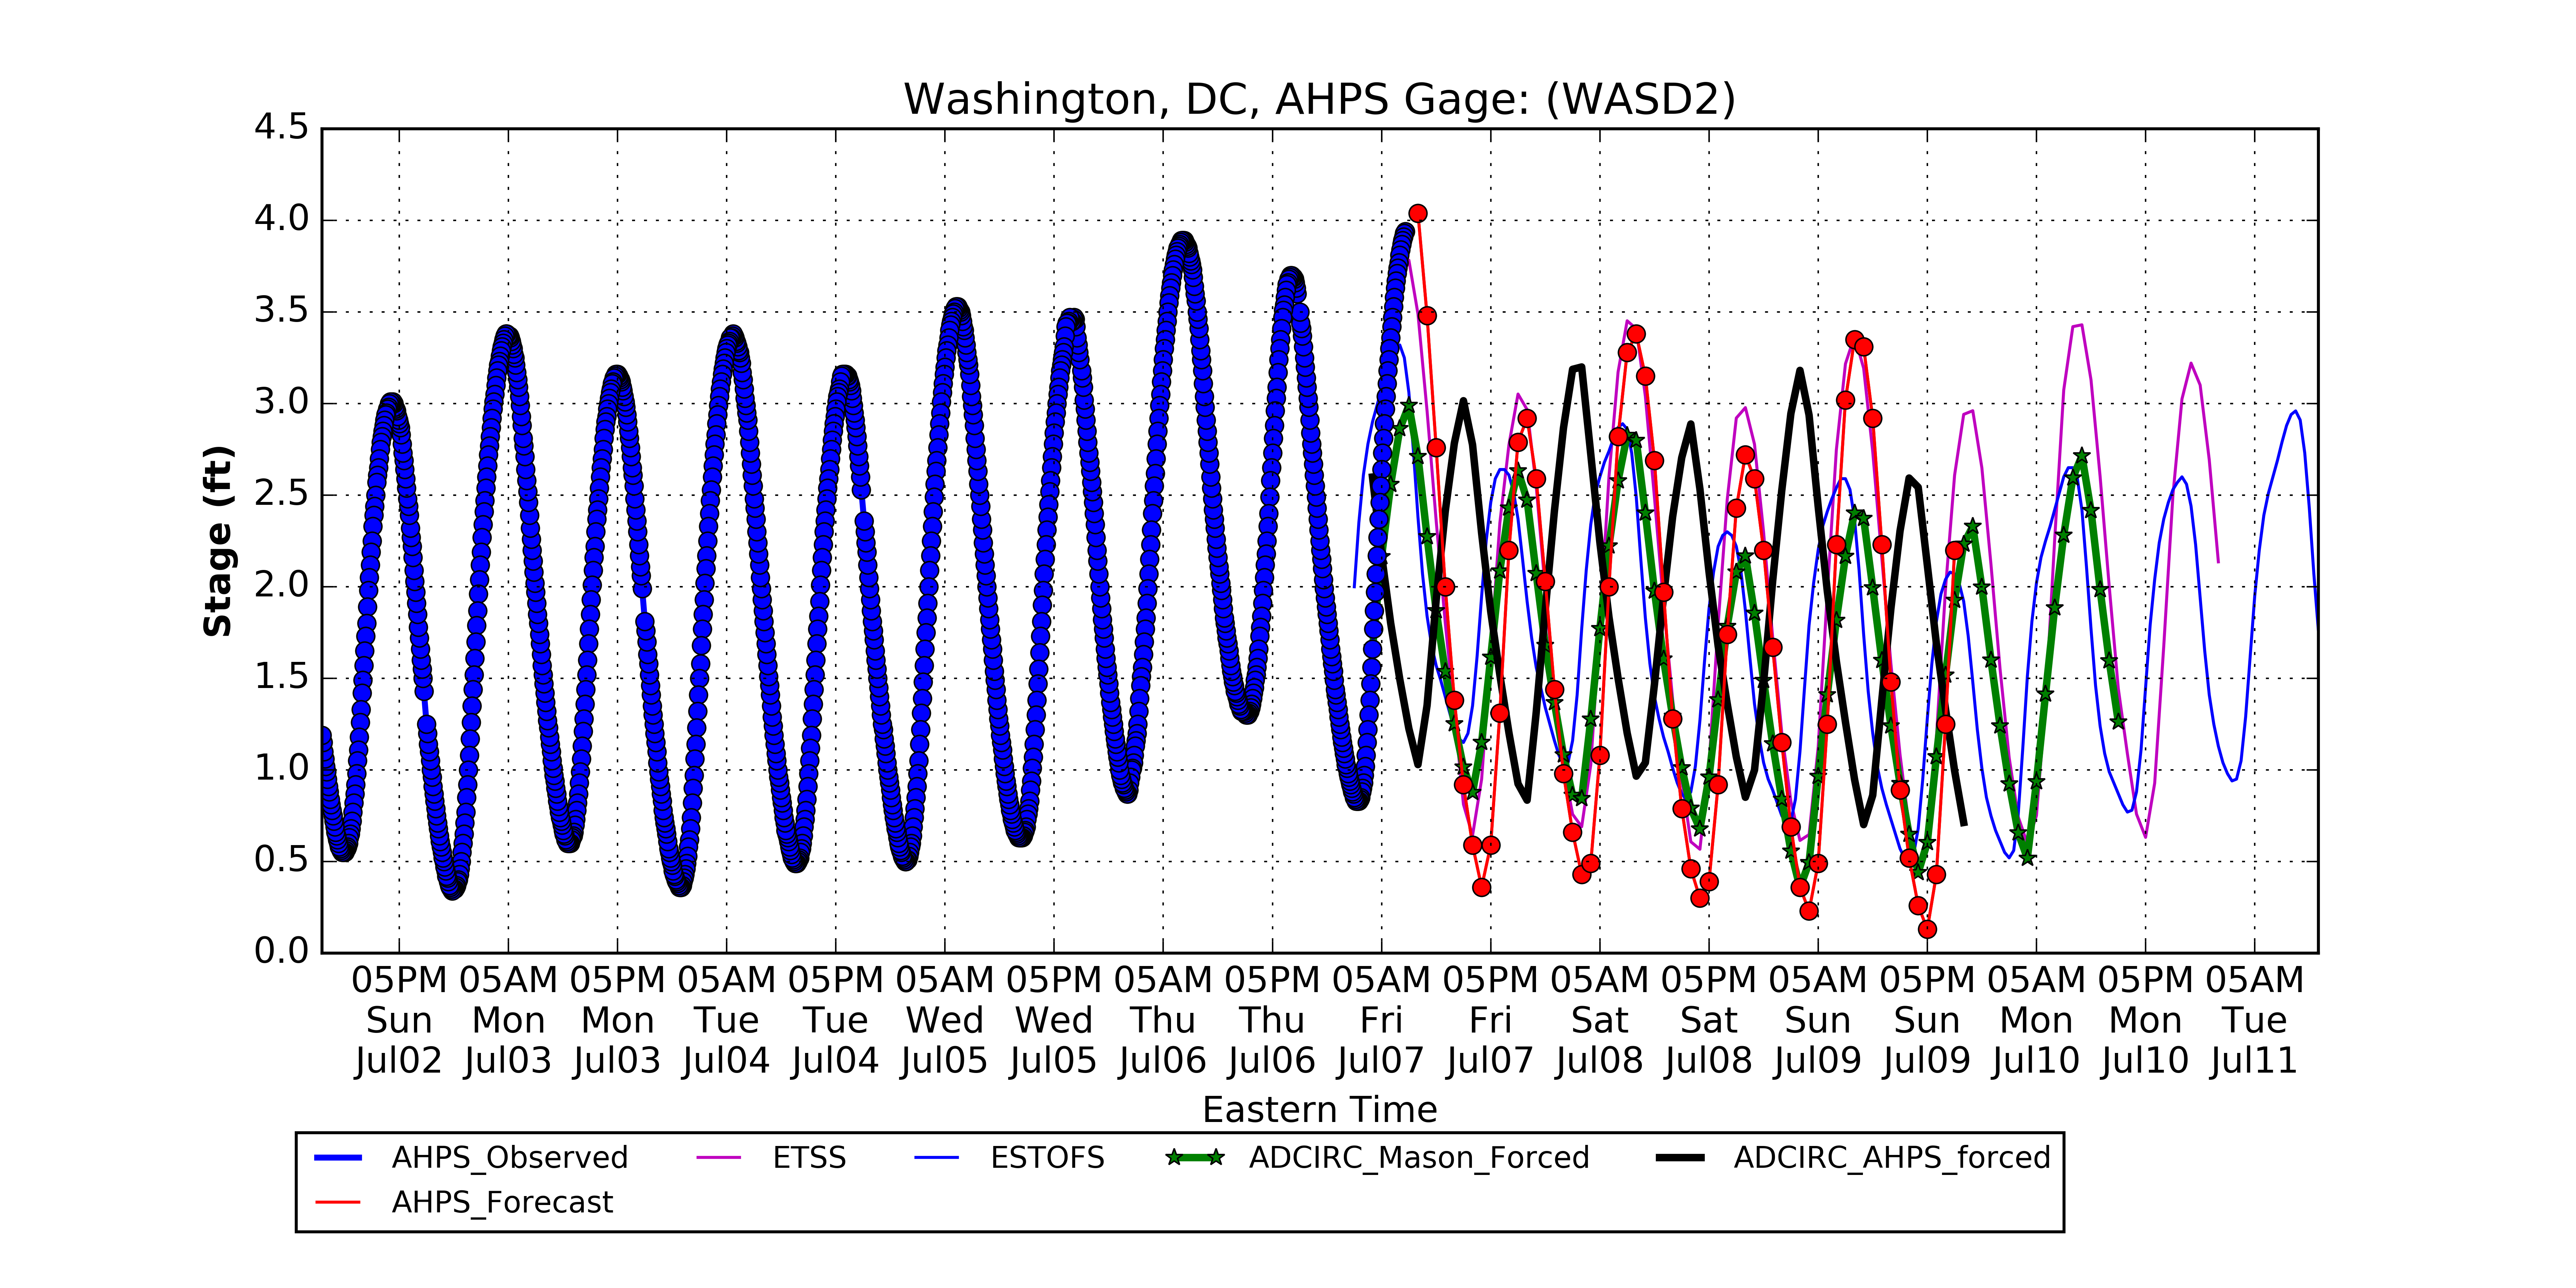 Washington, DC, AHPS Gage: (WASD2)
4.5
4.0
3.5
3.0
2.5
2.0
1.5
1.0
0.5
0.0
Stage (ft)
05PM 05AM 05PM 05AM 05PM 05AM 05PM 05AM 05PM 05AM 05PM 05AM 05PM 05AM 05PM 05AM 05PM 05AM
Sun Mon Mon Tue Tue Wed Wed Thu Thu Fri Fri Sat Sat Sun Sun Mon Mon Tue
Jul02 Jul03 Jul03 Jul04 Jul04 Jul05 Jul05 Jul06 Jul06 Jul07 Jul07 Jul08 Jul08 Jul09 Jul09 Jul10 Jul10 Jul11
Eastern Time
AHPS_Observed ETSS ESTOFS ADCIRC_Mason_Forced ADCIRC_AHPS_forced
AHPS_Forecast